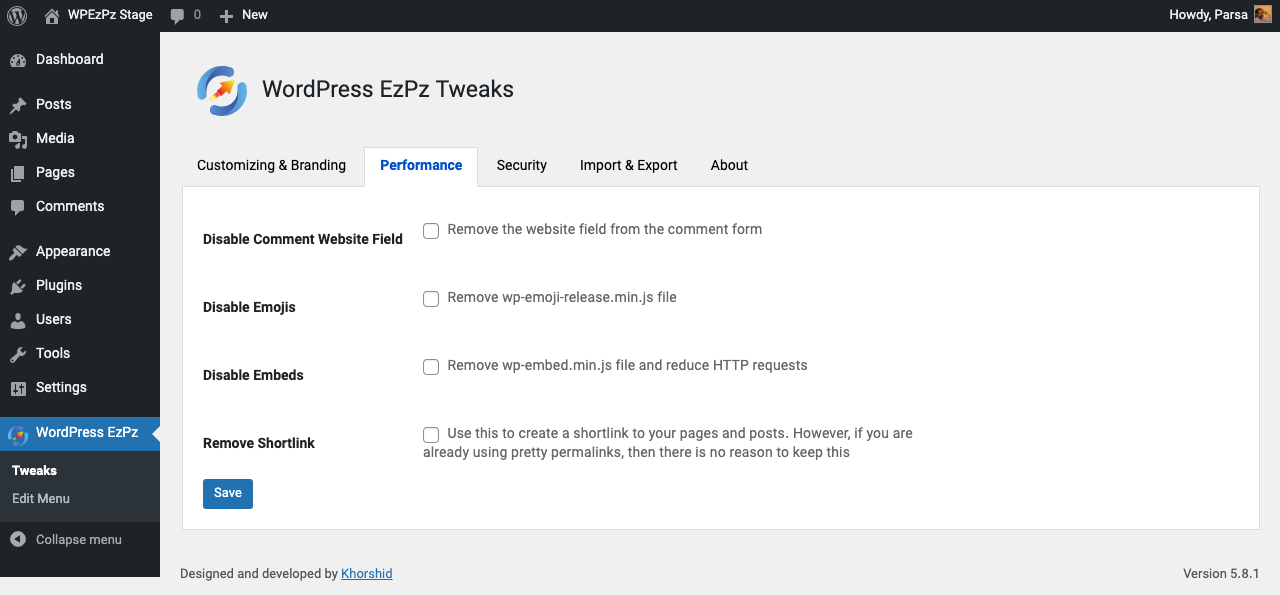 WPEzPz Stage 0 New Howdy, Parsa
Dashboard
Posts
Media
Pages
Comments
Appearance
Plugins
Users
Tools
Settings
WordPress EzPz
Tweaks
Edit Menu
Collapse menu
WordPress EzPz Tweaks
Customizing & Branding Performance Security Import & Export About
Disable Comment Website Field Remove the website field from the comment form
Disable Emojis Remove wp-emoji-release.min.js file
Disable Embeds Remove wp-embed.min.js file and reduce HTTP requests
Remove Shortlink Use this to create a shortlink to your pages and posts. However, if you are
already using pretty permalinks, then there is no reason to keep this
Save
Designed and developed by Khorshid Version 5.8.1